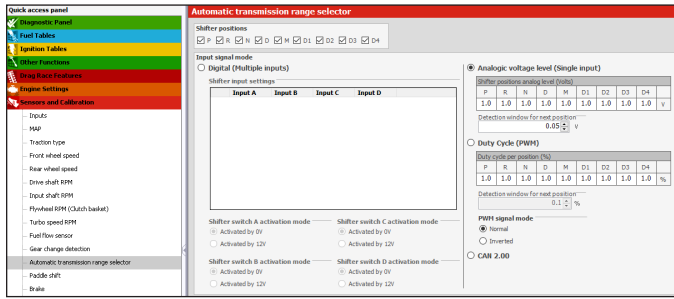 Quick access panel
Diagnostic Panel
Fuel Tables
Ignition Tables
Other Functions
Drag Race Features
Engine Settings
Sensors and Calibration
Inputs
MAP
Traction type
Front wheel speed
Rear wheel speed
Drive shaft RPM
Input shaft RPM
Flywheel RPM (Clutch basket)
Turbo speed RPM
Fuel flow sensor
Gear change detection
Automatic transmission range selector
Paddle shift
Brake
Automatic transmission range selector
Shifter positions
P R N D M D1 D2 D3 D4
Input signal mode
Digital (Multiple inputs)
Shifter input settings
Input A Input B Input C Input D
Shifter switch A activation mode
Activated by 0V
Activated by 12V
Shifter switch C activation mode
Activated by 0V
Activated by 12V
Shifter switch B activation mode
Activated by 0V
Activated by 12V
Shifter switch D activation mode
Activated by 0V
Activated by 12V
Analogic voltage level (Single input)
Shifter positions analog level (Volts)
P R N D M D1 D2 D3 D4
1.0 1.0 1.0 1.0 1.0 1.0 1.0 1.0 1.0 V
Detection window for next position
0.05 V
Duty Cycle (PWM)
Duty cycle per position (%)
P R N D M D1 D2 D3 D4
1.0 1.0 1.0 1.0 1.0 1.0 1.0 1.0 1.0 %
Detection window for next position
0.1 %
PWM signal mode
Normal
Inverted
CAN 2.00